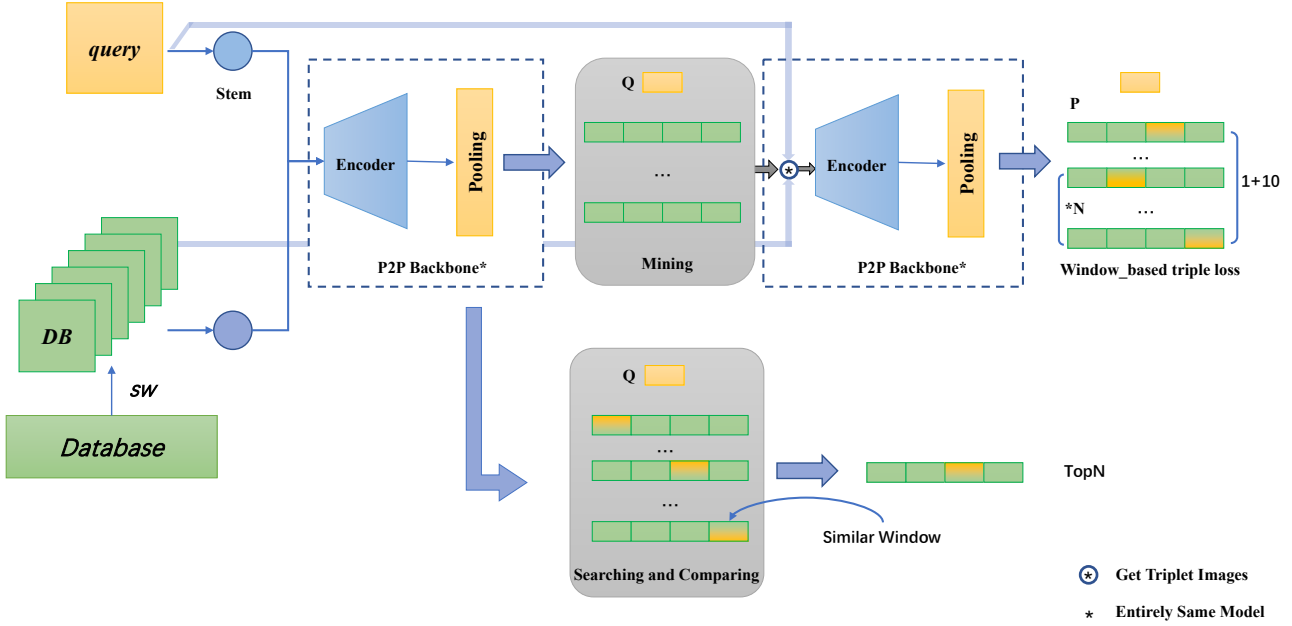 query
Stem
DB
SW
Database
Encoder
Pooling
P2P Backbone*
Q
...
Mining
*
Encoder
Pooling
P2P Backbone*
P
...
*N
...
1+10
Window_based triple loss
Q
...
...
Searching and Comparing
Similar Window
TopN
* Get Triplet Images
* Entirely Same Model